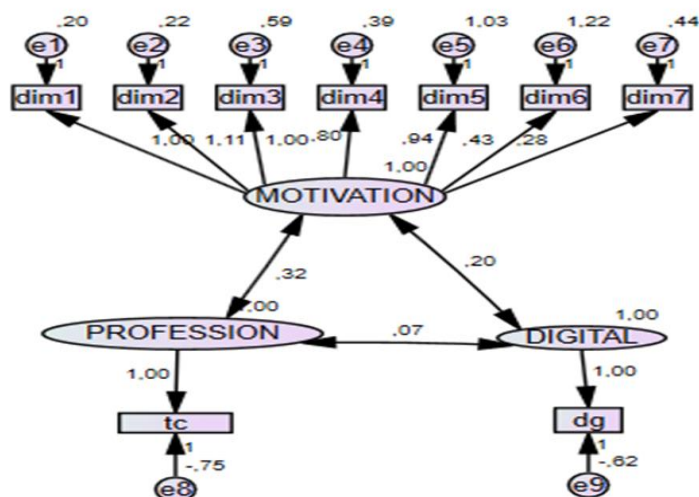 .20 .22 .59 .39 1.03 1.22 .44
e1 e2 e3 e4 e5 e6 e7
1 1 1 1 1 1 1
dim1 dim2 dim3 dim4 dim5 dim6 dim7
1.00 1.11 1.00 .80 .94 .43 .28
1.00
MOTIVATION
.32 .20
1.00 1.00
PROFESSION .07 DIGITAL
1.00 1.00
tc dg
1 1
-.75 -.62
e8 e9